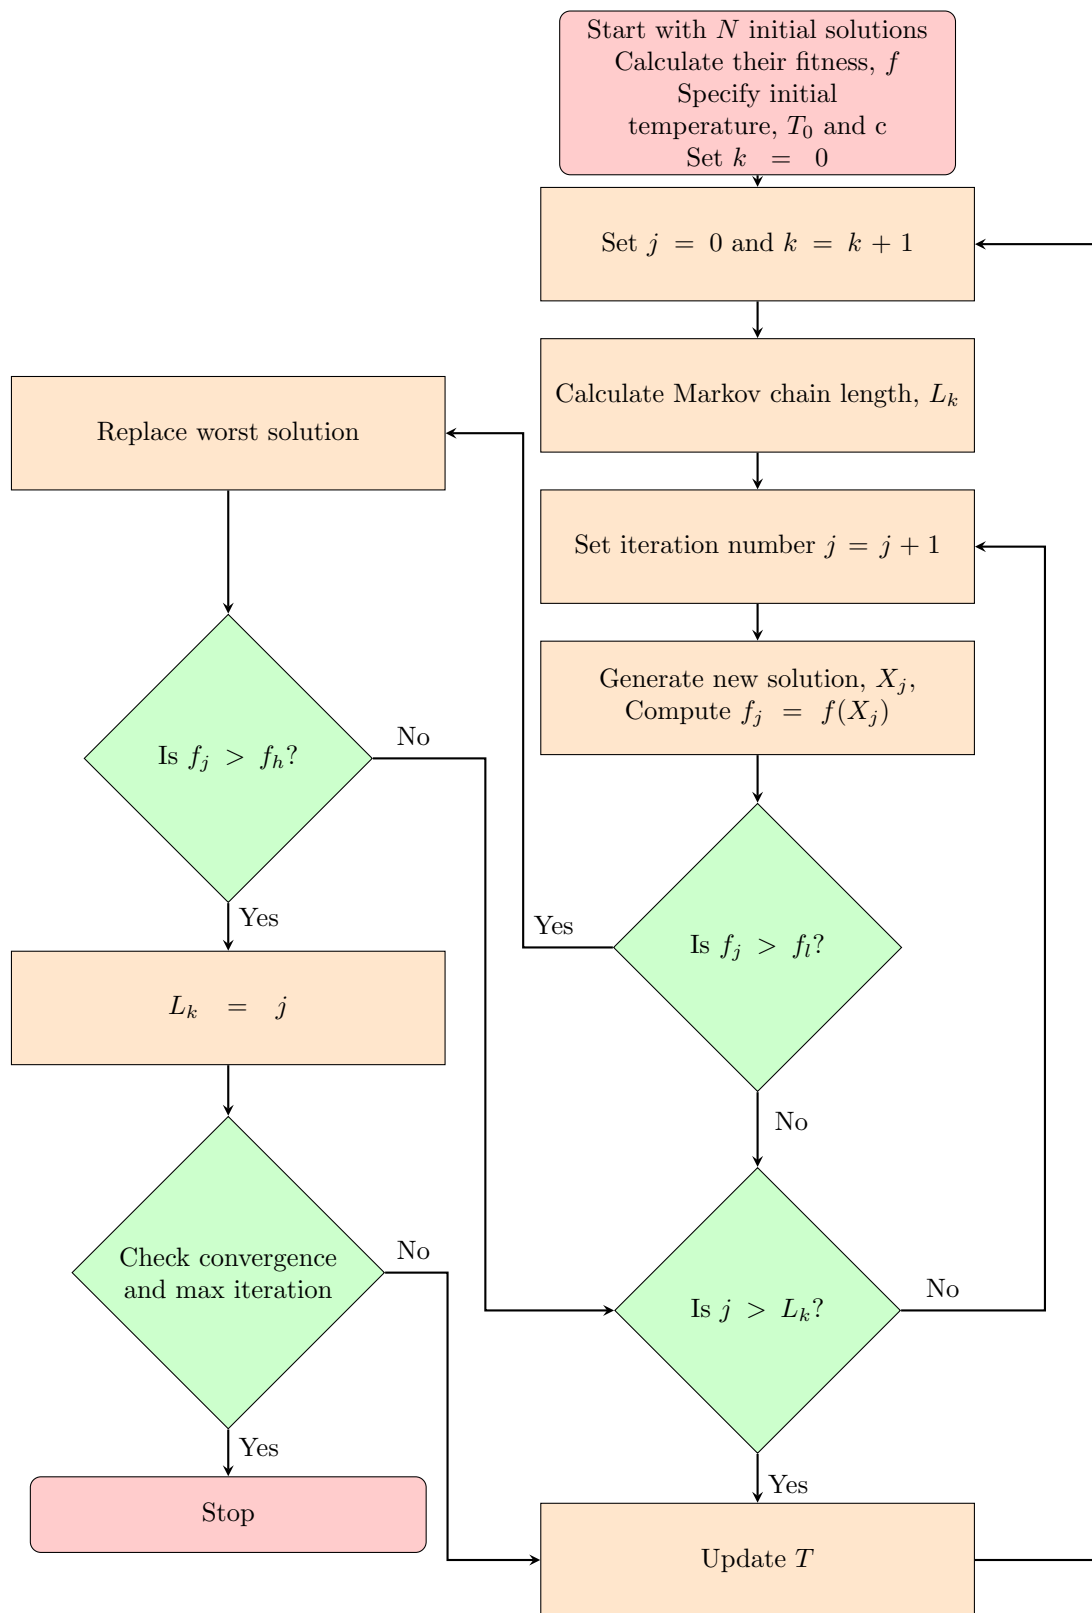 Start with N initial solutions
Calculate their fitness, f
Specify initial
temperature, T₀ and c
Set k = 0
Set j = 0 and k = k + 1
Calculate Markov chain length, Lₖ
Replace worst solution
Set iteration number j = j + 1
Generate new solution, Xⱼ,
Compute fⱼ = f(Xⱼ)
Is fⱼ > fₕ?
No
Yes
Is fⱼ > fₗ?
Yes
No
Lₖ = j
Check convergence
and max iteration
No
Yes
Is j > Lₖ?
No
Yes
Stop
Update T